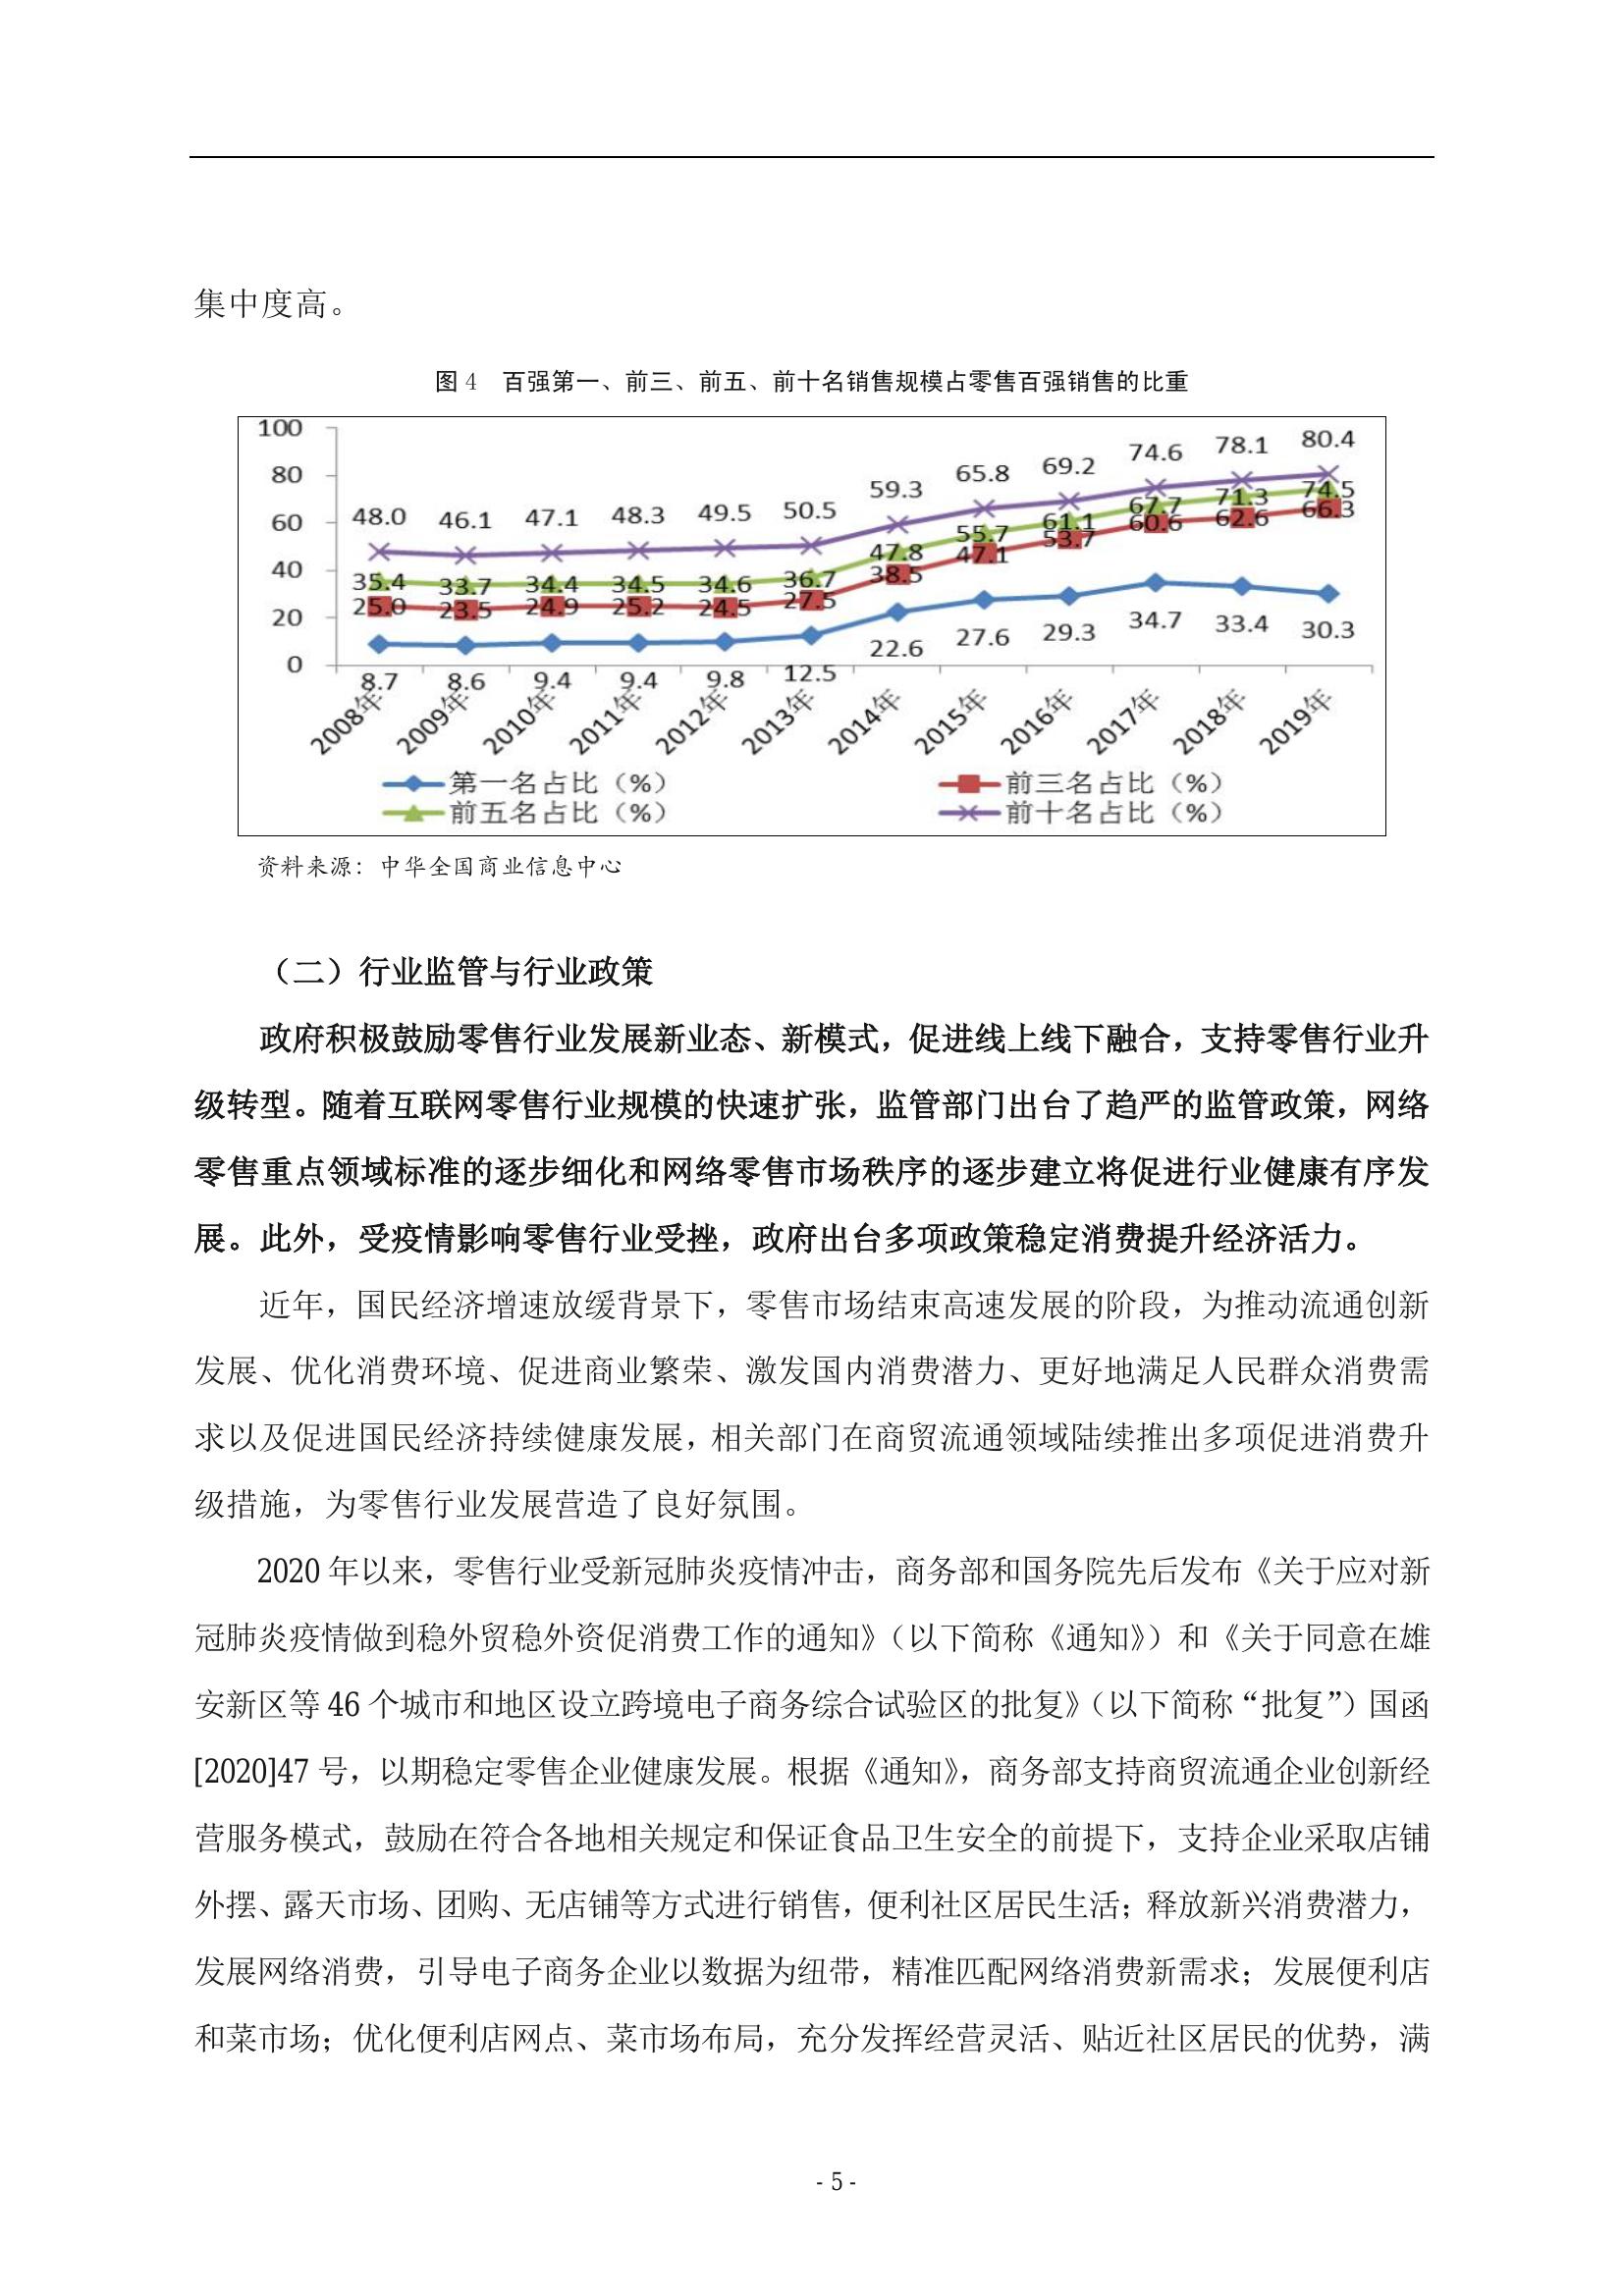 集中度高。
图 4 百强第一、前三、前五、前十名销售规模占零售百强销售的比重
100
80
60
40
20
0
48.0 46.1 47.1 48.3 49.5 50.5 59.3 65.8 69.2 74.6 78.1 80.4
35.4 33.7 34.4 34.5 34.6 36.7 47.8 55.7 61.1 67.7 71.3 74.5
25.0 23.5 24.9 25.2 24.5 27.5 38.5 47.1 53.7 60.6 62.6 66.3
8.7 8.6 9.4 9.4 9.8 12.5 22.6 27.6 29.3 34.7 33.4 30.3
2008年 2009年 2010年 2011年 2012年 2013年 2014年 2015年 2016年 2017年 2018年 2019年
第一名占比（%） 前三名占比（%）
前五名占比（%） 前十名占比（%）
资料来源：中华全国商业信息中心
（二）行业监管与行业政策
政府积极鼓励零售行业发展新业态、新模式，促进线上线下融合，支持零售行业升
级转型。随着互联网零售行业规模的快速扩张，监管部门出台了趋严的监管政策，网络
零售重点领域标准的逐步细化和网络零售市场秩序的逐步建立将促进行业健康有序发
展。此外，受疫情影响零售行业受挫，政府出台多项政策稳定消费提升经济活力。
近年，国民经济增速放缓背景下，零售市场结束高速发展的阶段，为推动流通创新
发展、优化消费环境、促进商业繁荣、激发国内消费潜力、更好地满足人民群众消费需
求以及促进国民经济持续健康发展，相关部门在商贸流通领域陆续推出多项促进消费升
级措施，为零售行业发展营造了良好氛围。
2020 年以来，零售行业受新冠肺炎疫情冲击，商务部和国务院先后发布《关于应对新
冠肺炎疫情做到稳外贸稳外资促消费工作的通知》（以下简称《通知》）和《关于同意在雄
安新区等 46 个城市和地区设立跨境电子商务综合试验区的批复》（以下简称“批复”）国函
[2020]47 号，以期稳定零售企业健康发展。根据《通知》，商务部支持商贸流通企业创新经
营服务模式，鼓励在符合各地相关规定和保证食品卫生安全的前提下，支持企业采取店铺
外摆、露天市场、团购、无店铺等方式进行销售，便利社区居民生活；释放新兴消费潜力，
发展网络消费，引导电子商务企业以数据为纽带，精准匹配网络消费新需求；发展便利店
和菜市场；优化便利店网点、菜市场布局，充分发挥经营灵活、贴近社区居民的优势，满
- 5 -